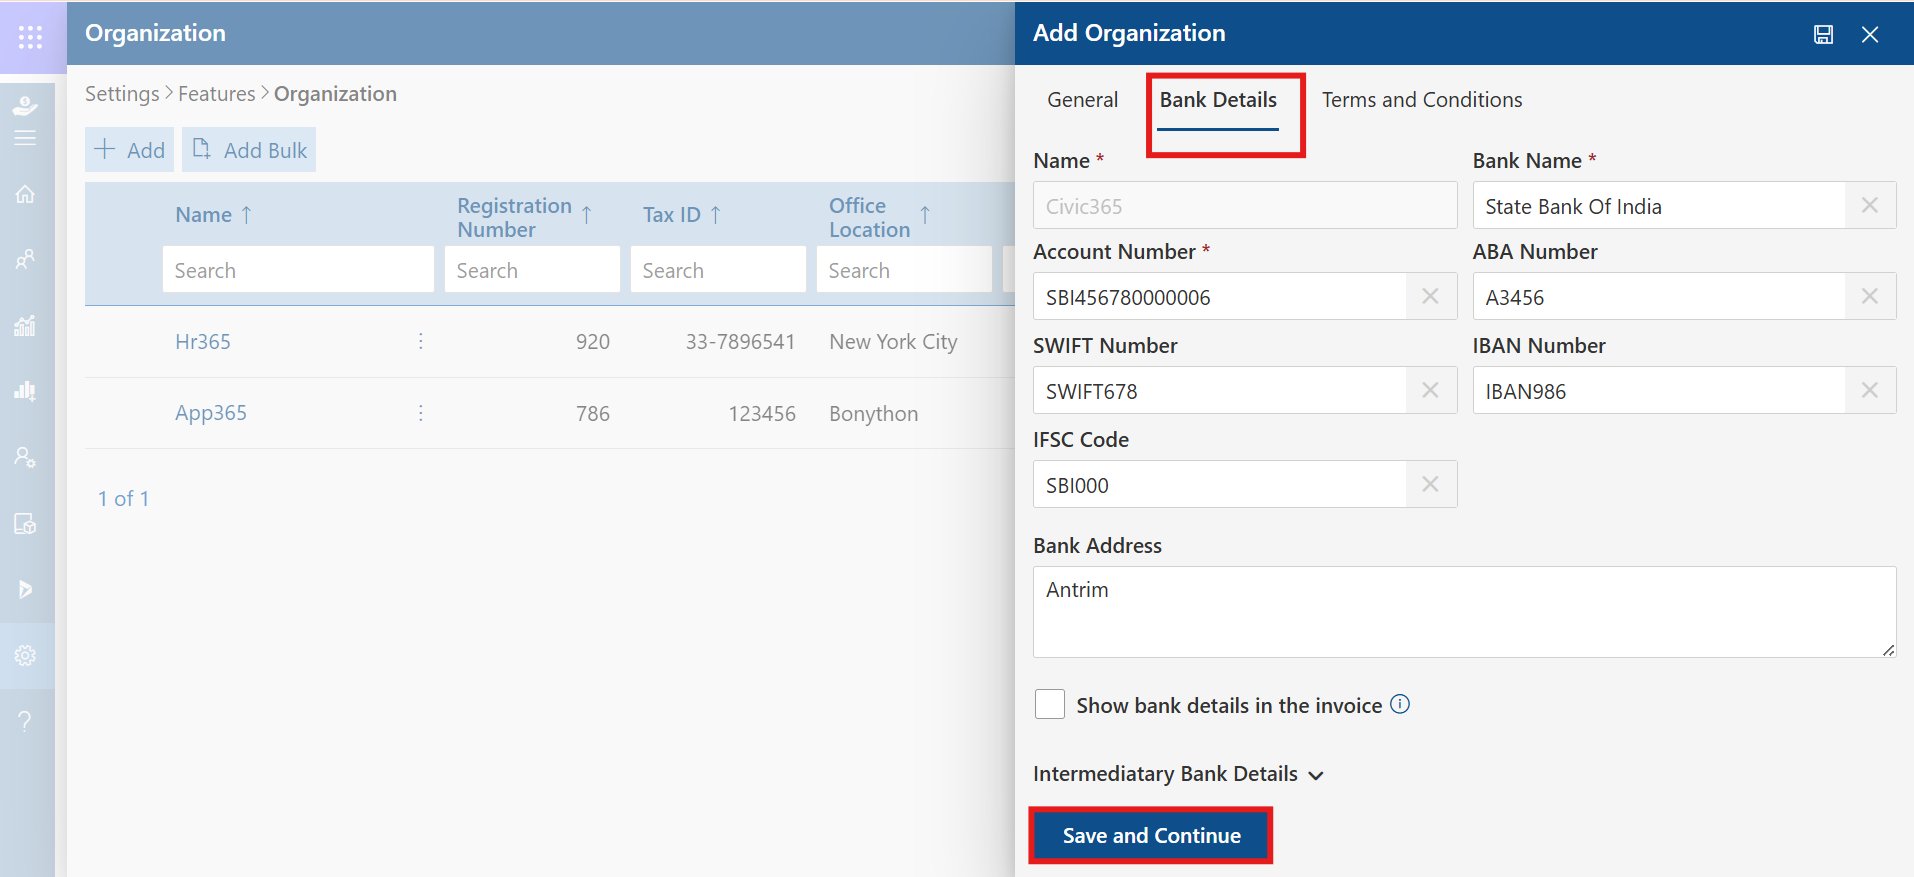 Organization
Settings > Features > Organization
Add Add Bulk
Name ↑ Registration Number ↑ Tax ID ↑ Office Location ↑
Search Search Search Search
Hr365 920 33-7896541 New York City
App365 786 123456 Bonython
1 of 1
Add Organization
General Bank Details Terms and Conditions
Name * Bank Name *
Civic365 State Bank Of India
Account Number * ABA Number
SBI456780000006 A3456
SWIFT Number IBAN Number
SWIFT678 IBAN986
IFSC Code
SBI000
Bank Address
Antrim
Show bank details in the invoice
Intermediatary Bank Details
Save and Continue